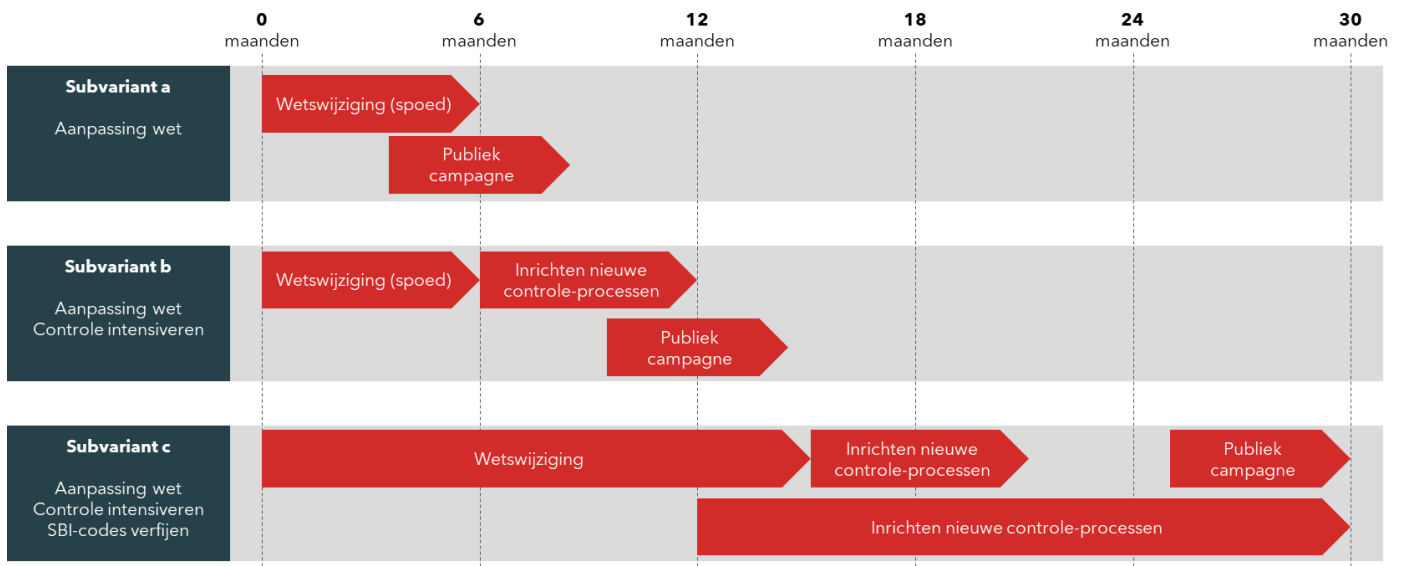 0
maanden
6
maanden
12
maanden
18
maanden
24
maanden
30
maanden
Subvariant a
Aanpassing wet
Wetswijziging (spoed)
Publiek
campagne
Subvariant b
Aanpassing wet
Controle intensiveren
Wetswijziging (spoed)
Inrichten nieuwe
controle-processen
Publiek
campagne
Subvariant c
Aanpassing wet
Controle intensiveren
SBI-codes verfijen
Wetswijziging
Inrichten nieuwe
controle-processen
Publiek
campagne
Inrichten nieuwe controle-processen